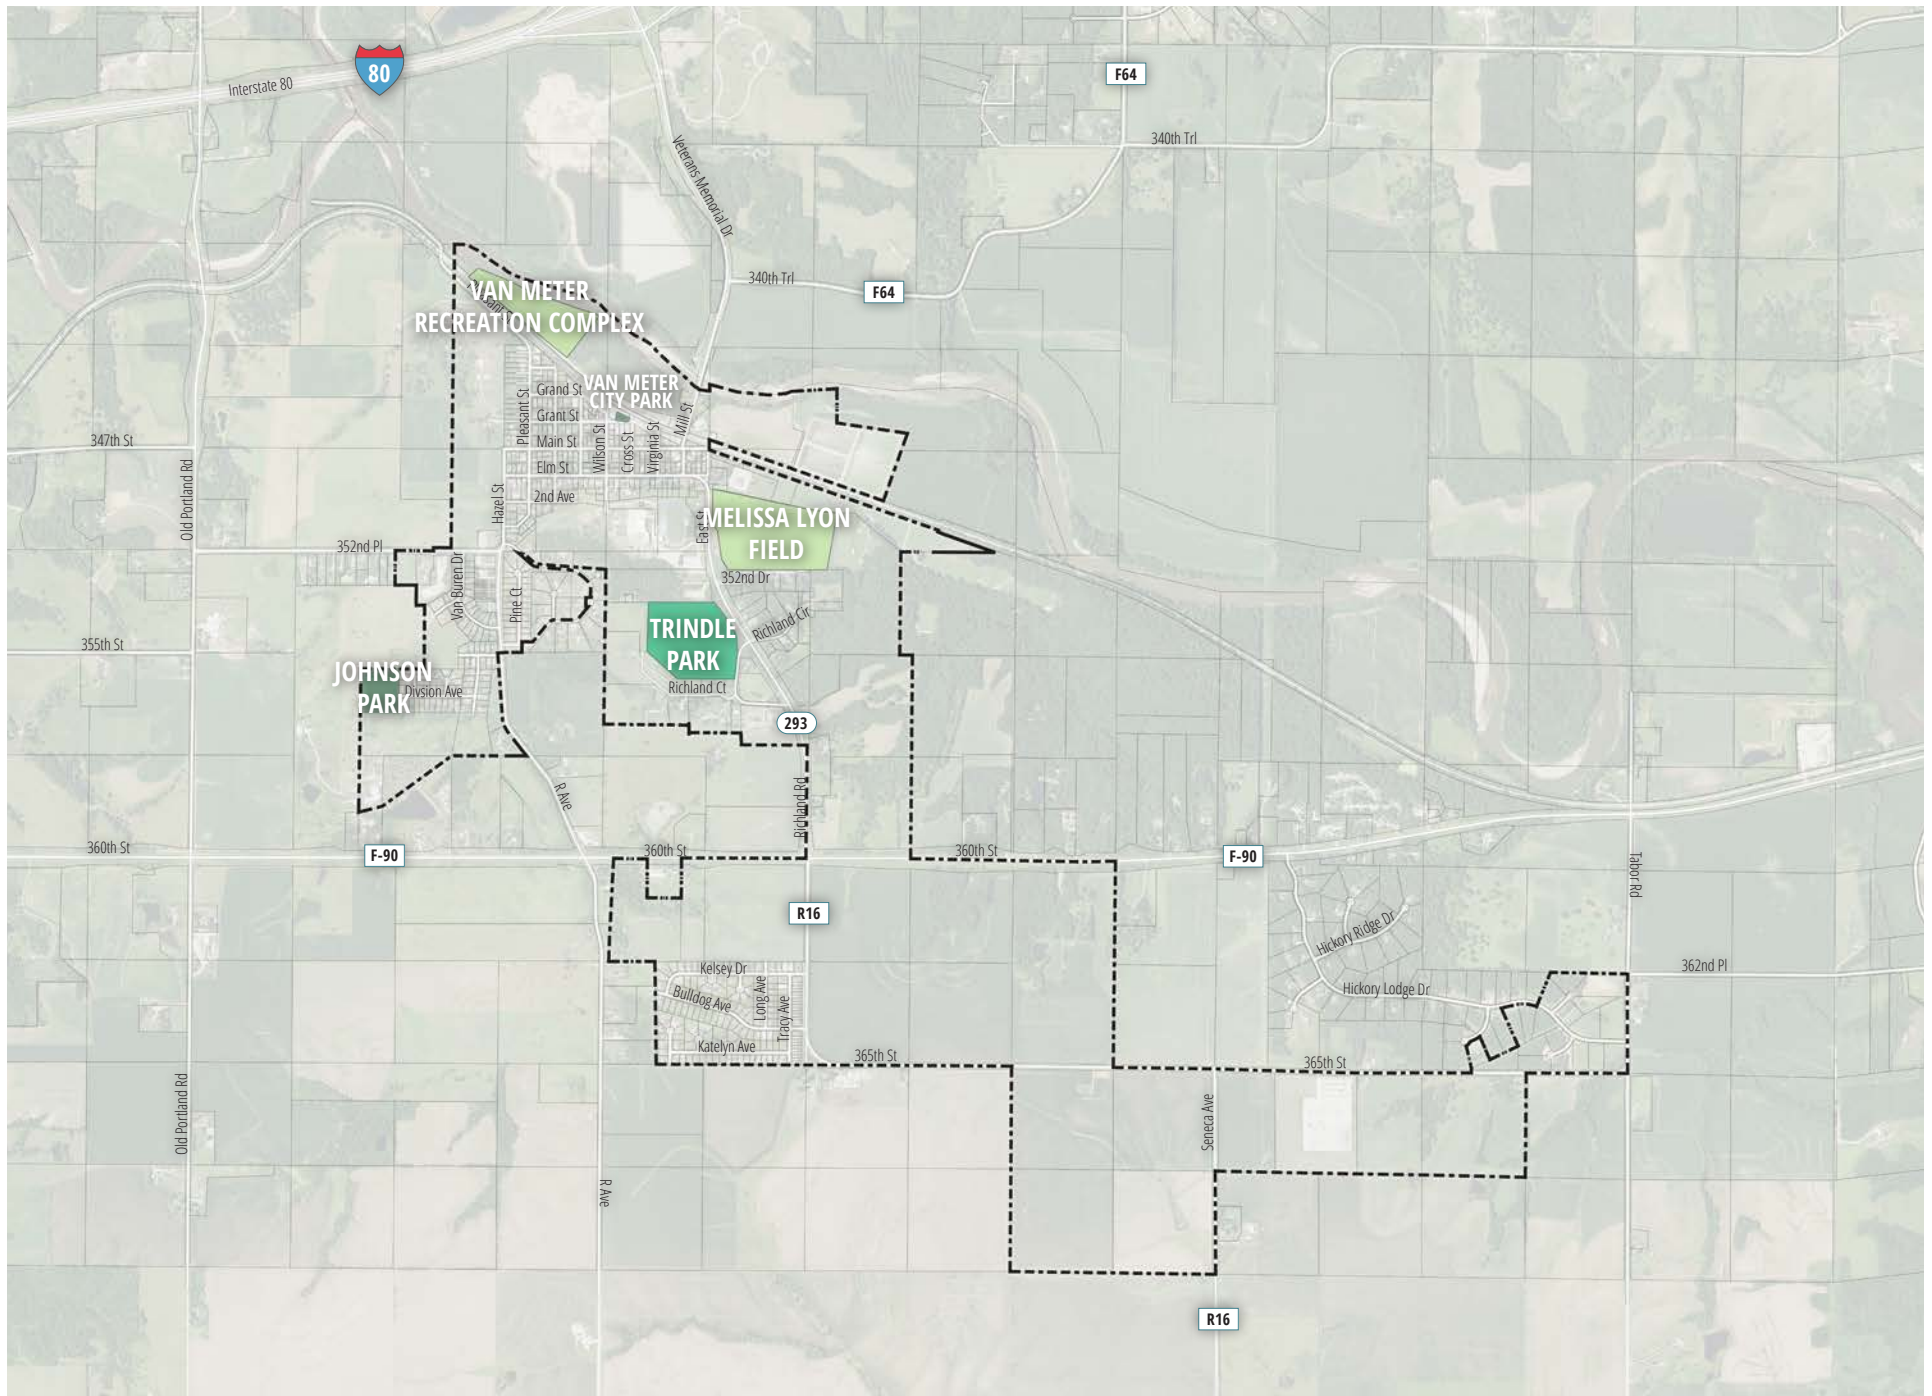 80
Interstate 80
F64
340th Trl
Veterans Memorial Dr
340th Trl
F64
VAN METER
RECREATION COMPLEX
Grand St
VAN METER
CITY PARK
Grant St
Pleasant St
Mill St
Main St
Wilson St
Cross St
Virginia St
347th St
Elm St
Old Portland Rd
Hazel St
2nd Ave
East St
MELISSA LYON
FIELD
352nd Pl
352nd Dr
Van Buren Dr
Pine Ct
Richland Cir
TRINDLE
PARK
355th St
JOHNSON
PARK
Divsion Ave
Richland Ct
293
R Ave
Richland Rd
360th St
F-90
360th St
360th St
F-90
Tabor Rd
R16
Hickory Ridge Dr
Kelsey Dr
362nd Pl
Bulldog Ave
Long Ave
Tracy Ave
Hickory Lodge Dr
Katelyn Ave
365th St
365th St
Old Portland Rd
Seneca Ave
R Ave
R16